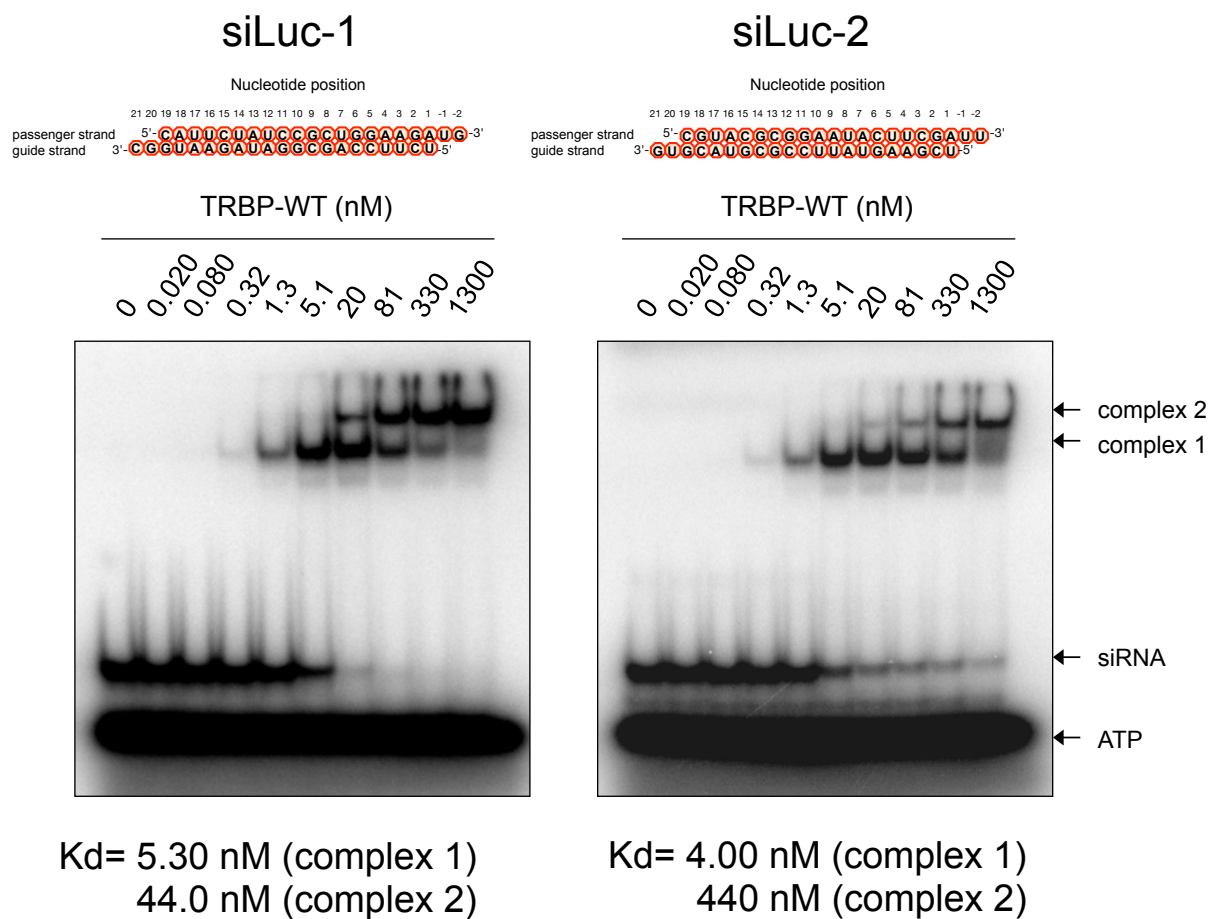 siLuc-1
Nucleotide position
21 20 19 18 17 16 15 14 13 12 11 10 9 8 7 6 5 4 3 2 1 -1 -2
passenger strand 5'-CAUUCUAUCCGCUGGAAGAUG-3'
guide strand 3'-CGGUAAGAUAGGCGACCUUCU-5'
TRBP-WT (nM)
0 0.020 0.080 0.32 1.3 5.1 20 81 330 1300
Kd= 5.30 nM (complex 1)
44.0 nM (complex 2)
siLuc-2
Nucleotide position
21 20 19 18 17 16 15 14 13 12 11 10 9 8 7 6 5 4 3 2 1 -1 -2
passenger strand 5'-CGUACGCGGAAUACUUCGAUU-3'
guide strand 3'-GUGCAUGCGCCUUAUGAAGCU-5'
TRBP-WT (nM)
0 0.020 0.080 0.32 1.3 5.1 20 81 330 1300
complex 2
complex 1
siRNA
ATP
Kd= 4.00 nM (complex 1)
440 nM (complex 2)